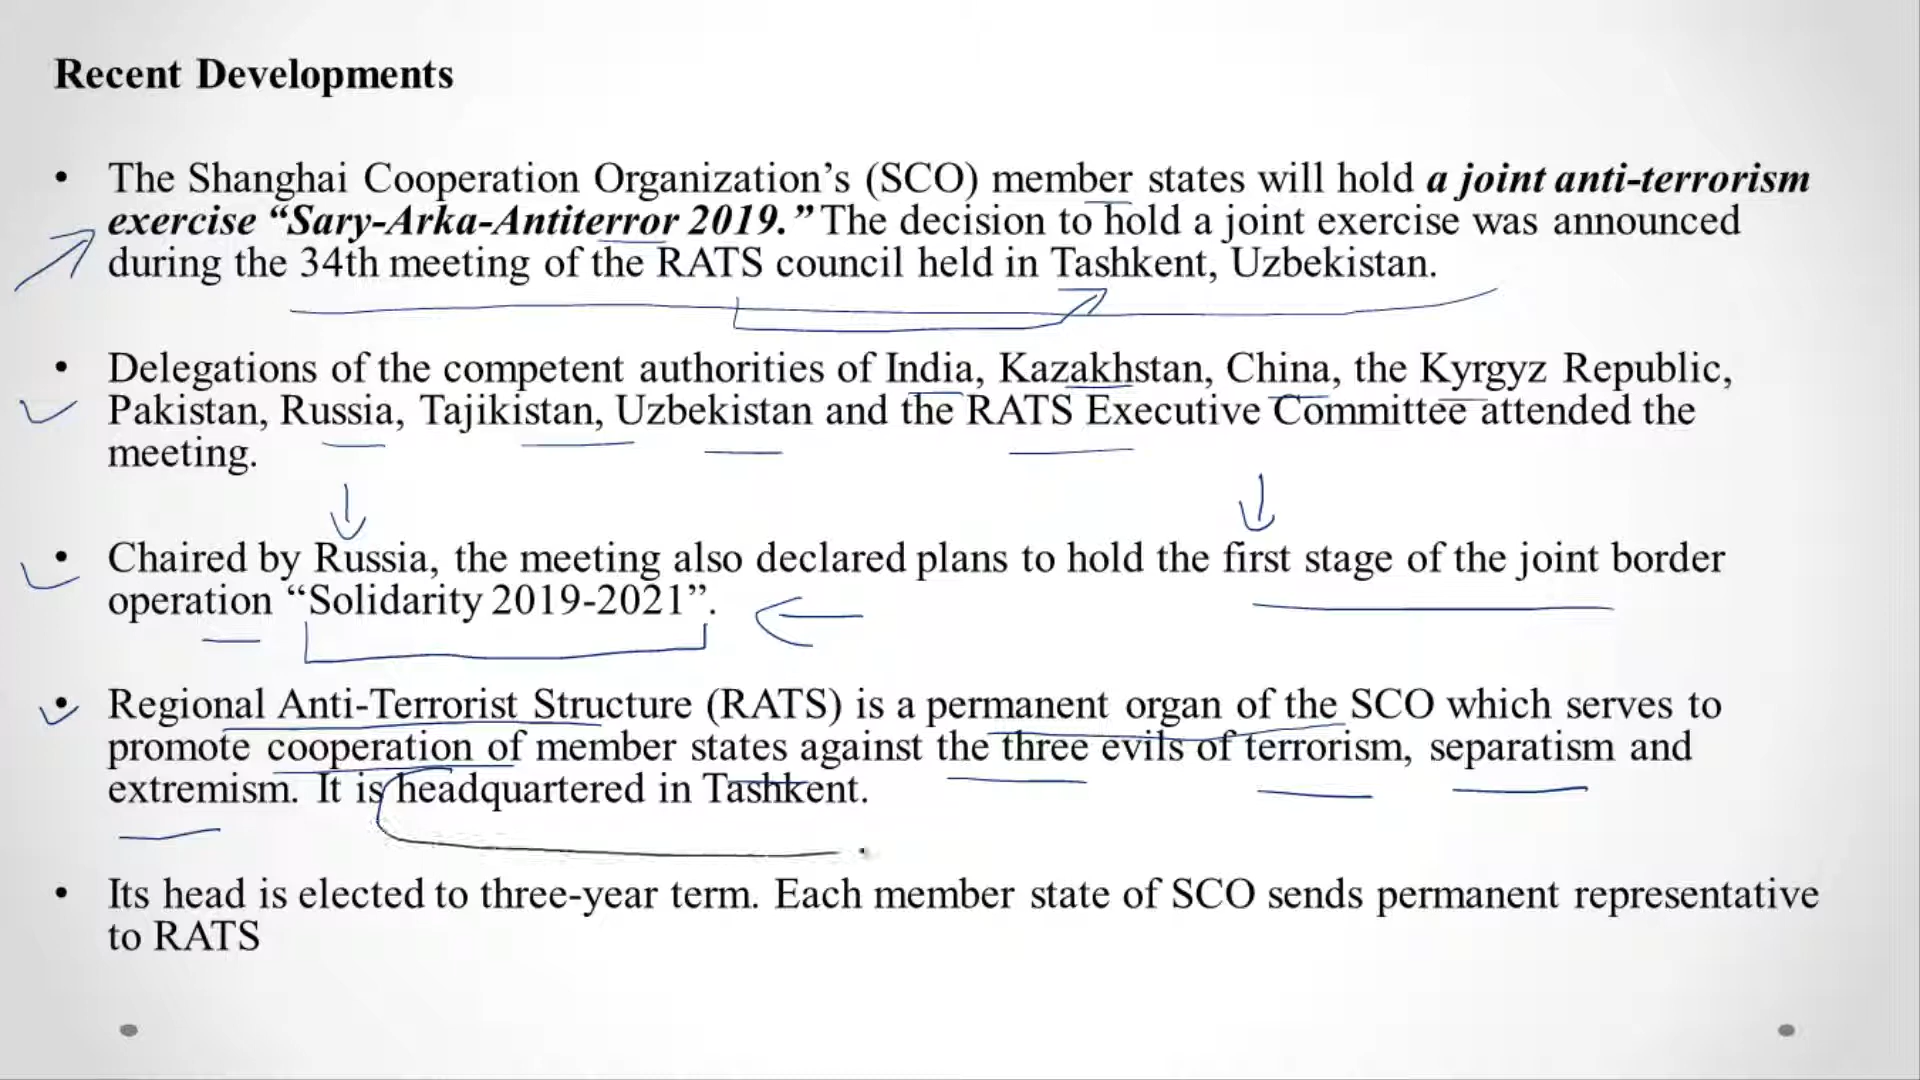 Recent Developments
• The Shanghai Cooperation Organization’s (SCO) member states will hold a joint anti-terrorism
exercise “Sary-Arka-Antiterror 2019.” The decision to hold a joint exercise was announced
during the 34th meeting of the RATS council held in Tashkent, Uzbekistan.
• Delegations of the competent authorities of India, Kazakhstan, China, the Kyrgyz Republic,
Pakistan, Russia, Tajikistan, Uzbekistan and the RATS Executive Committee attended the
meeting.
• Chaired by Russia, the meeting also declared plans to hold the first stage of the joint border
operation “Solidarity 2019-2021”.
• Regional Anti-Terrorist Structure (RATS) is a permanent organ of the SCO which serves to
promote cooperation of member states against the three evils of terrorism, separatism and
extremism. It is headquartered in Tashkent.
• Its head is elected to three-year term. Each member state of SCO sends permanent representative
to RATS